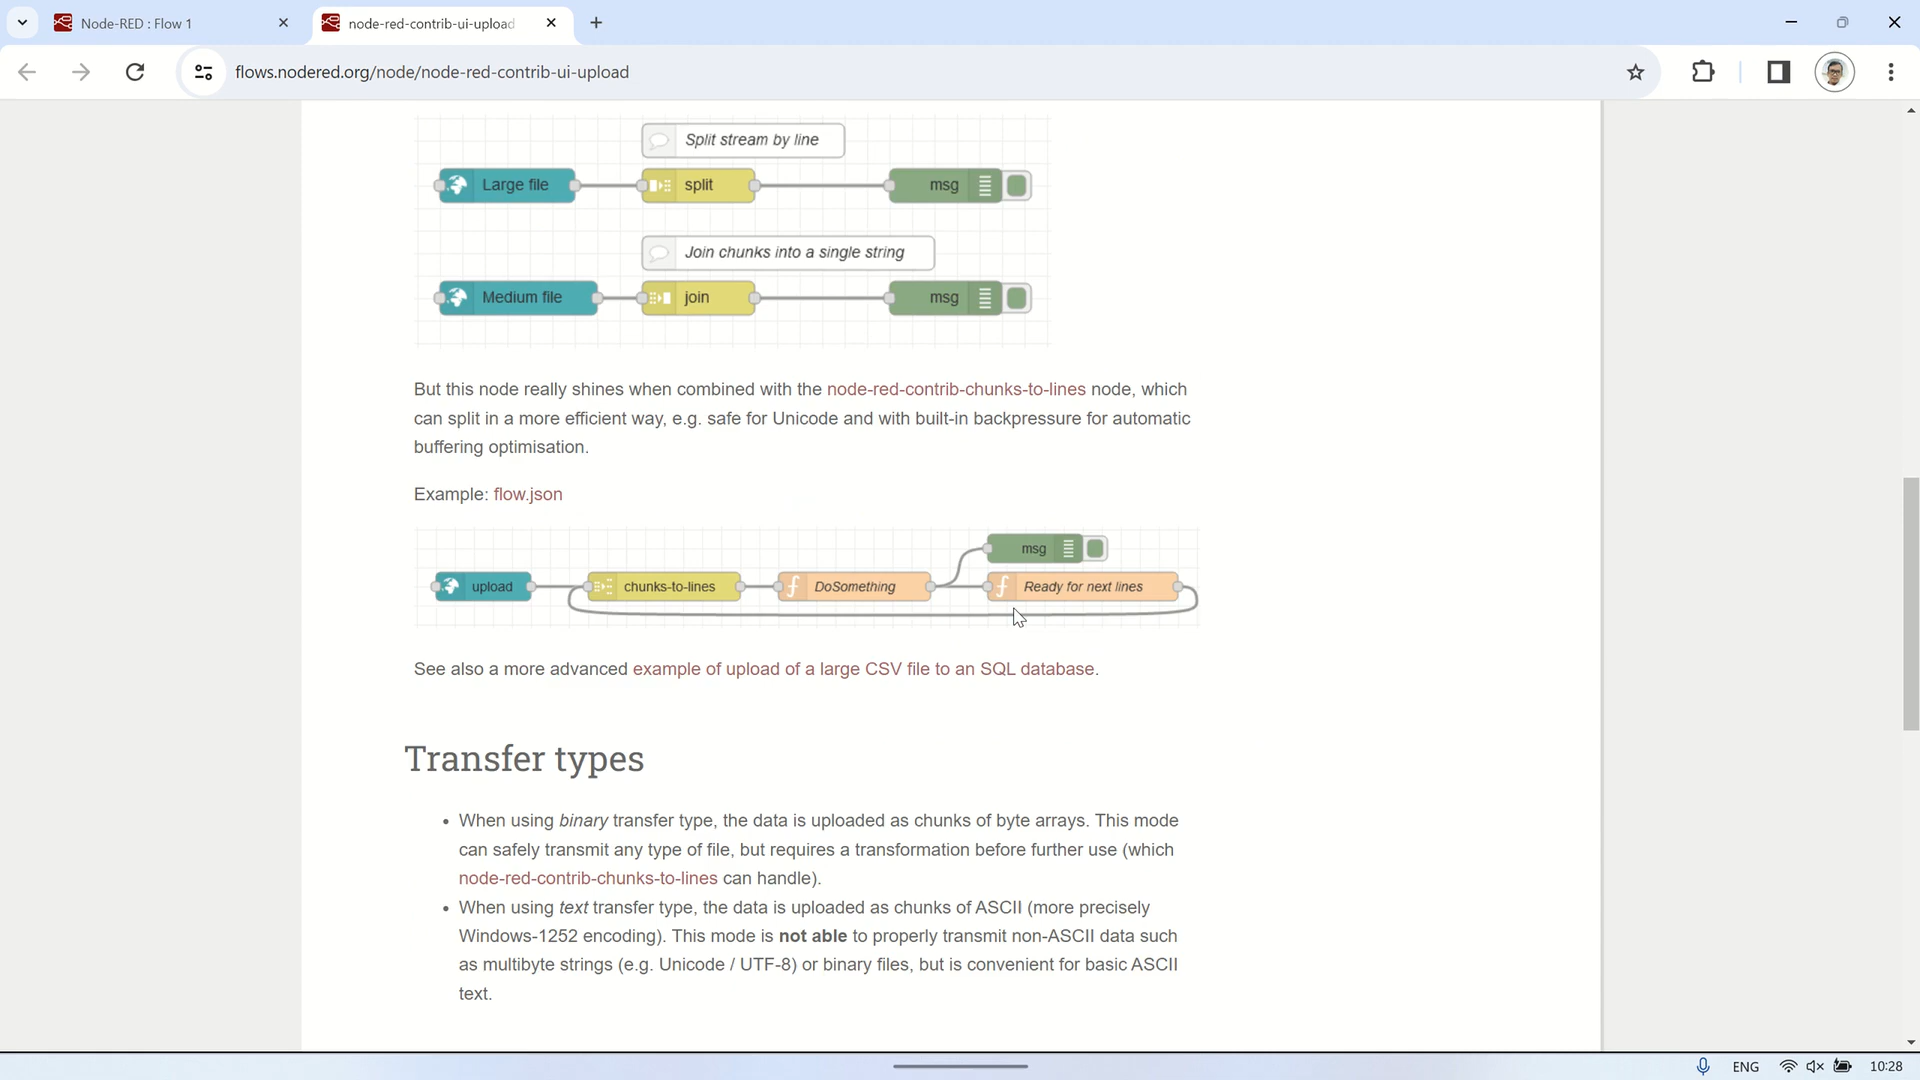 Node-RED : Flow 1
node-red-contrib-ui-upload
flows.nodered.org/node/node-red-contrib-ui-upload
Split stream by line
Large file
split
msg
Join chunks into a single string
Medium file
join
msg
But this node really shines when combined with the node-red-contrib-chunks-to-lines node, which
can split in a more efficient way, e.g. safe for Unicode and with built-in backpressure for automatic
buffering optimisation.
Example: flow.json
msg
upload
chunks-to-lines
DoSomething
Ready for next lines
See also a more advanced example of upload of a large CSV file to an SQL database.
Transfer types
• When using binary transfer type, the data is uploaded as chunks of byte arrays. This mode
can safely transmit any type of file, but requires a transformation before further use (which
node-red-contrib-chunks-to-lines can handle).
• When using text transfer type, the data is uploaded as chunks of ASCII (more precisely
Windows-1252 encoding). This mode is not able to properly transmit non-ASCII data such
as multibyte strings (e.g. Unicode / UTF-8) or binary files, but is convenient for basic ASCII
text.
ENG
10:28